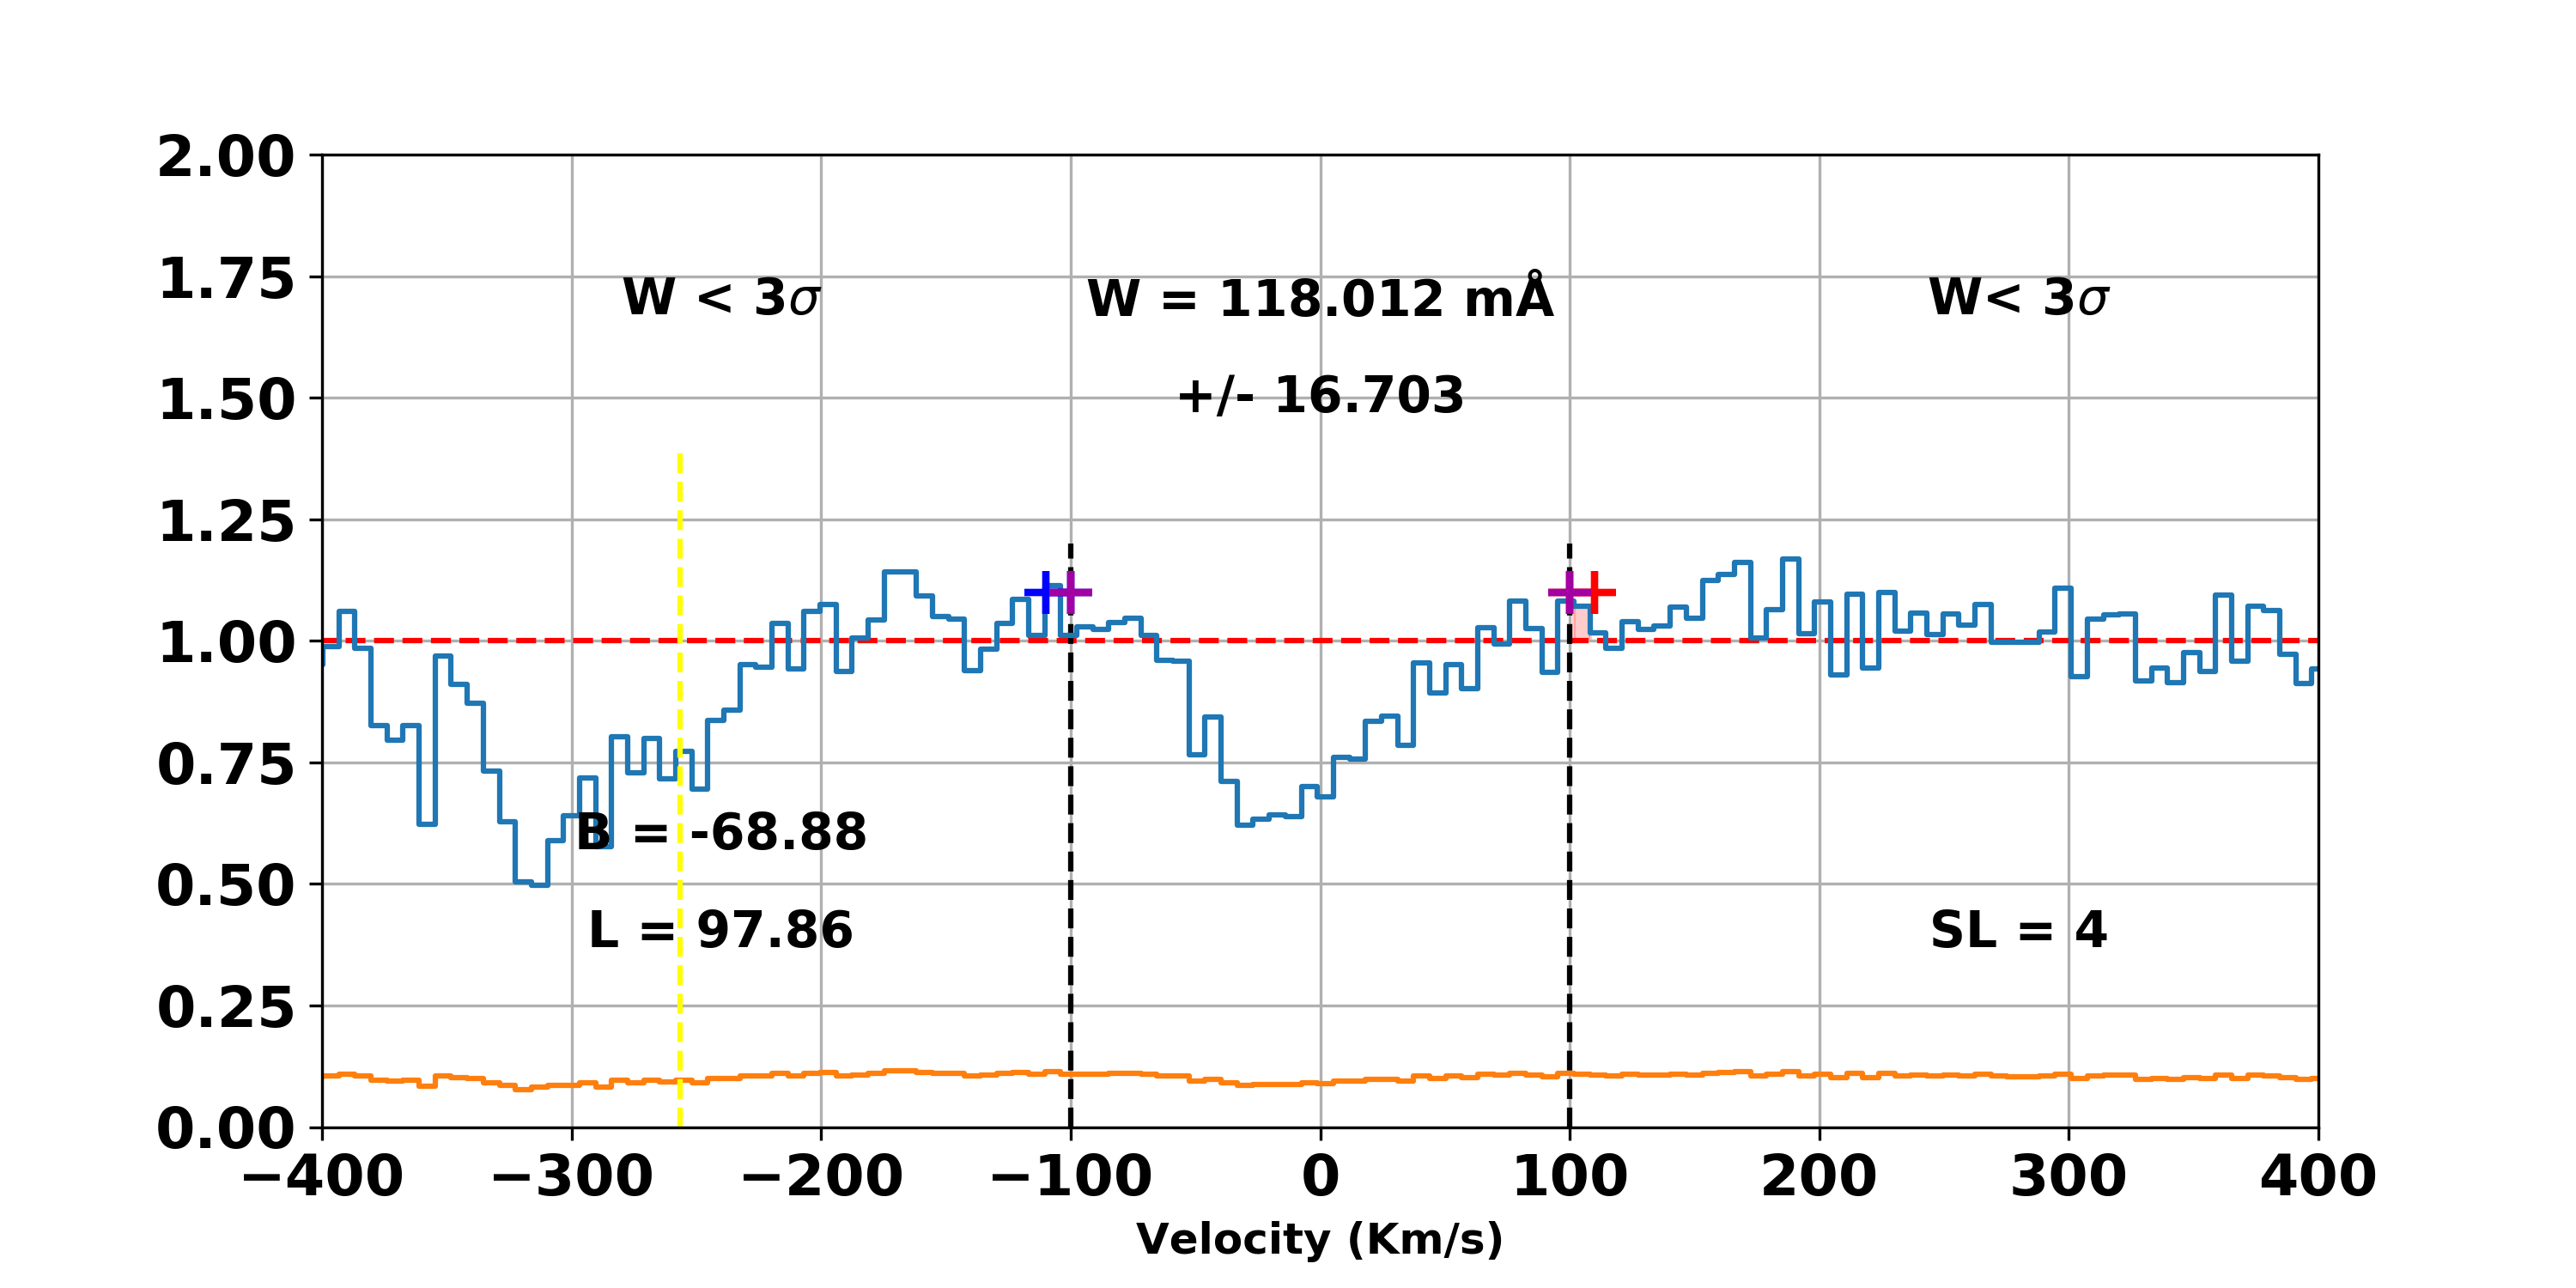 2.00
1.75
1.50
1.25
1.00
0.75
0.50
0.25
0.00
W < 3σ
W = 118.012 mÅ
+/- 16.703
W< 3σ
B = -68.88
L = 97.86
SL = 4
−400 −300 −200 −100 0 100 200 300 400
Velocity (Km/s)